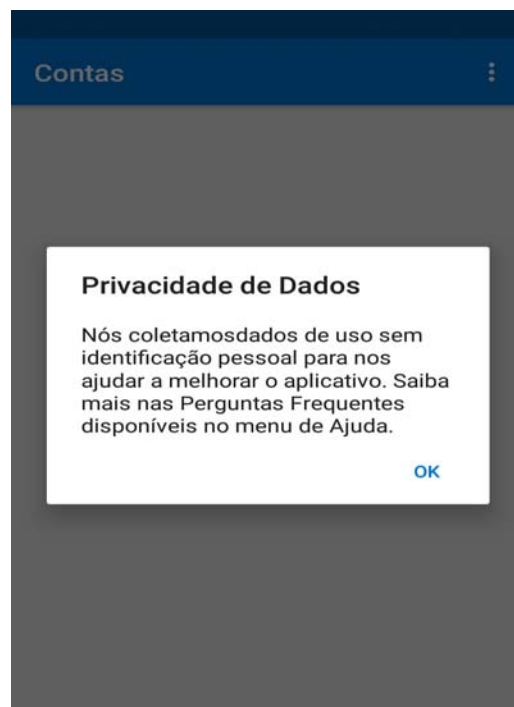 Contas
Privacidade de Dados
Nós coletamosdados de uso sem
identificação pessoal para nos
ajudar a melhorar o aplicativo. Saiba
mais nas Perguntas Frequentes
disponíveis no menu de Ajuda.
OK